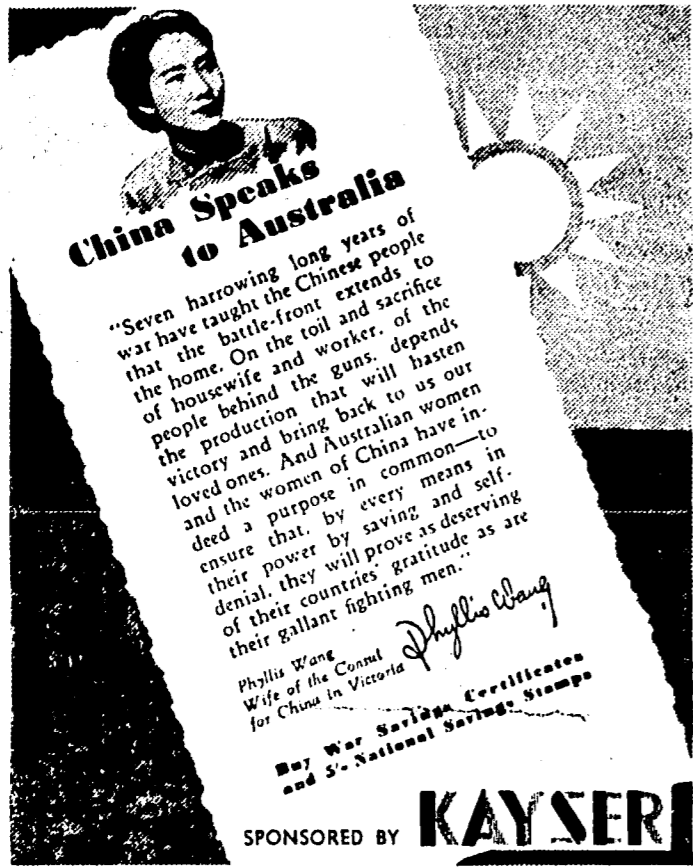 China Speaks
to Australia
“Seven harrowing long years of
war have taught the Chinese people
that the battle-front extends to
the home. On the toil and sacrifice
of housewife and worker, of the
people behind the guns, depends
the production that will hasten
victory and bring back to us our
loved ones. And Australian women
and the women of China have in-
deed a purpose in common—to
ensure that, by every means in
their power by saving and self-
denial, they will prove as deserving
of their countries' gratitude as are
their gallant fighting men.”
Phyllis Wang
Phyllis Wang
Wife of the Consul
for China in Victoria
Buy War Savings Certificates
and 5'- National Savings Stamps
SPONSORED BY KAYSER